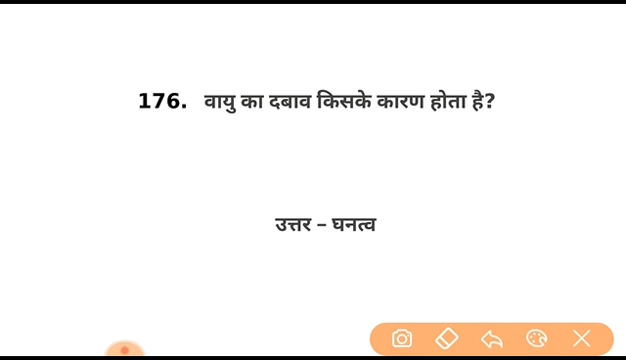 176. वायु का दबाव किसके कारण होता है?
उत्तर – घनत्व